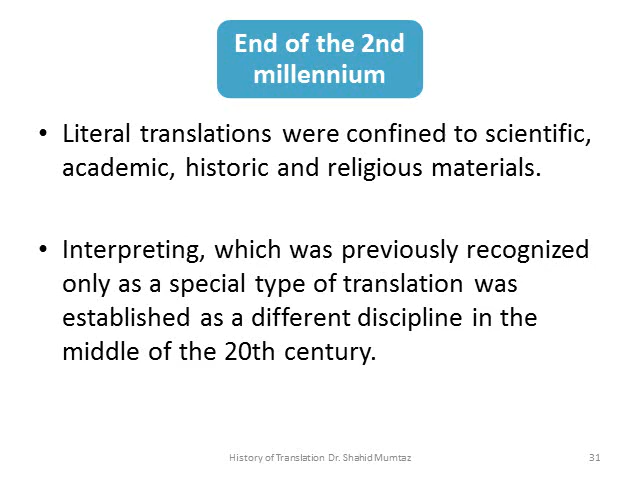 End of the 2nd
millennium
• Literal translations were confined to scientific,
academic, historic and religious materials.
• Interpreting, which was previously recognized
only as a special type of translation was
established as a different discipline in the
middle of the 20th century.
History of Translation Dr. Shahid Mumtaz
31